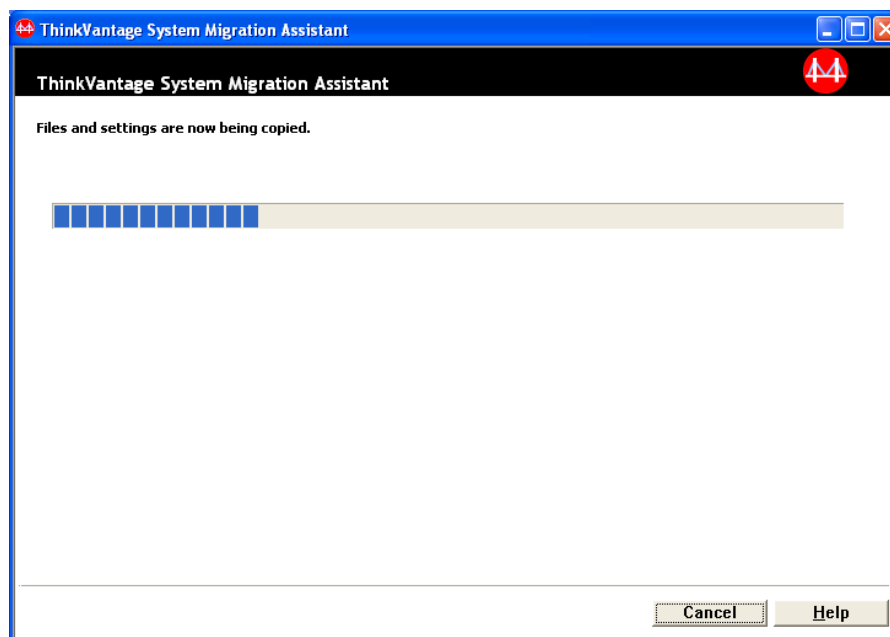 ThinkVantage System Migration Assistant
ThinkVantage System Migration Assistant
Files and settings are now being copied.
Cancel Help